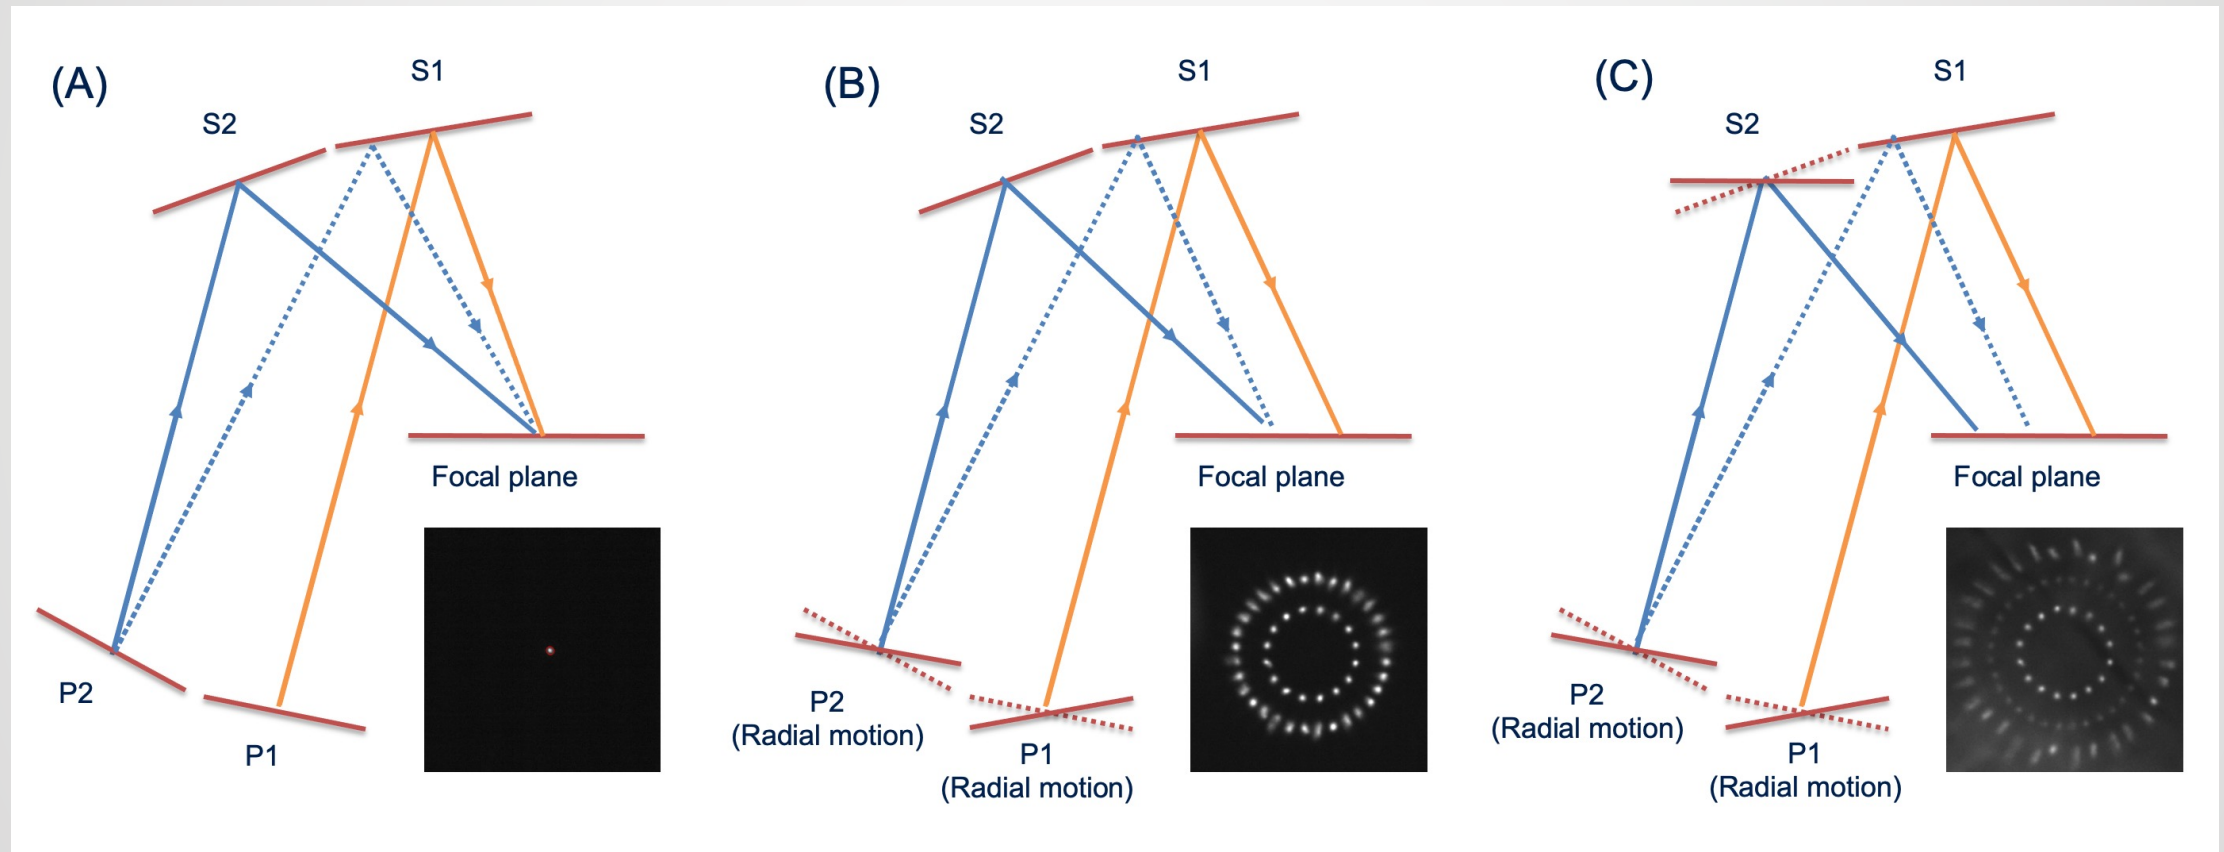 (A)
S1
S2
Focal plane
P2
P1
(B)
S1
S2
Focal plane
P2
(Radial motion)
P1
(Radial motion)
(C)
S1
S2
Focal plane
P2
(Radial motion)
P1
(Radial motion)